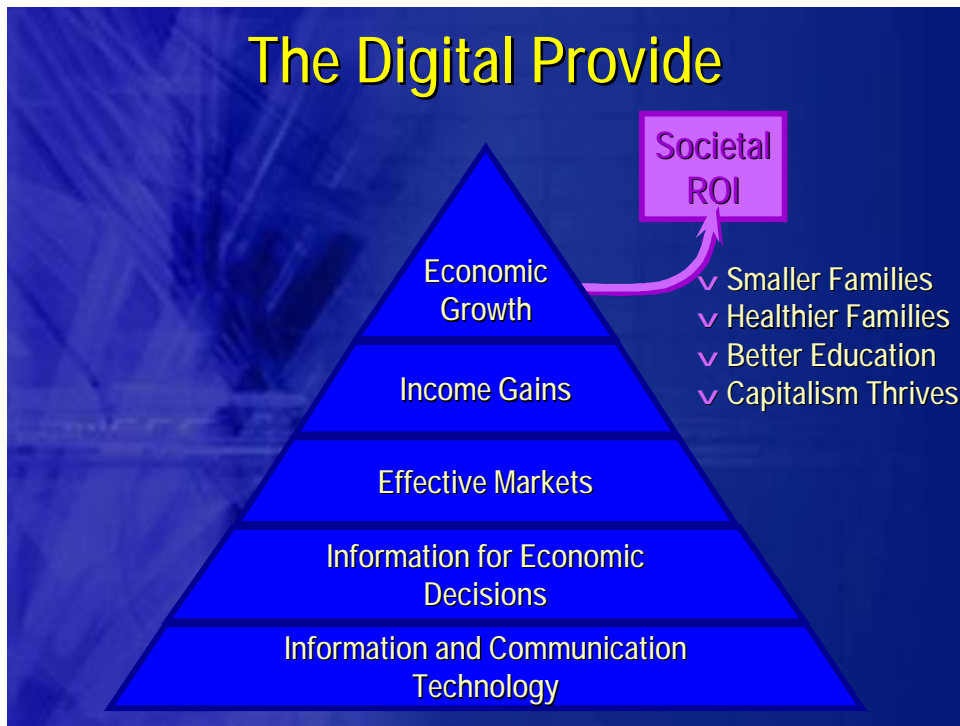 The Digital Provide
Societal
ROI
Economic
Growth
v Smaller Families
v Healthier Families
v Better Education
v Capitalism Thrives
Income Gains
Effective Markets
Information for Economic
Decisions
Information and Communication
Technology